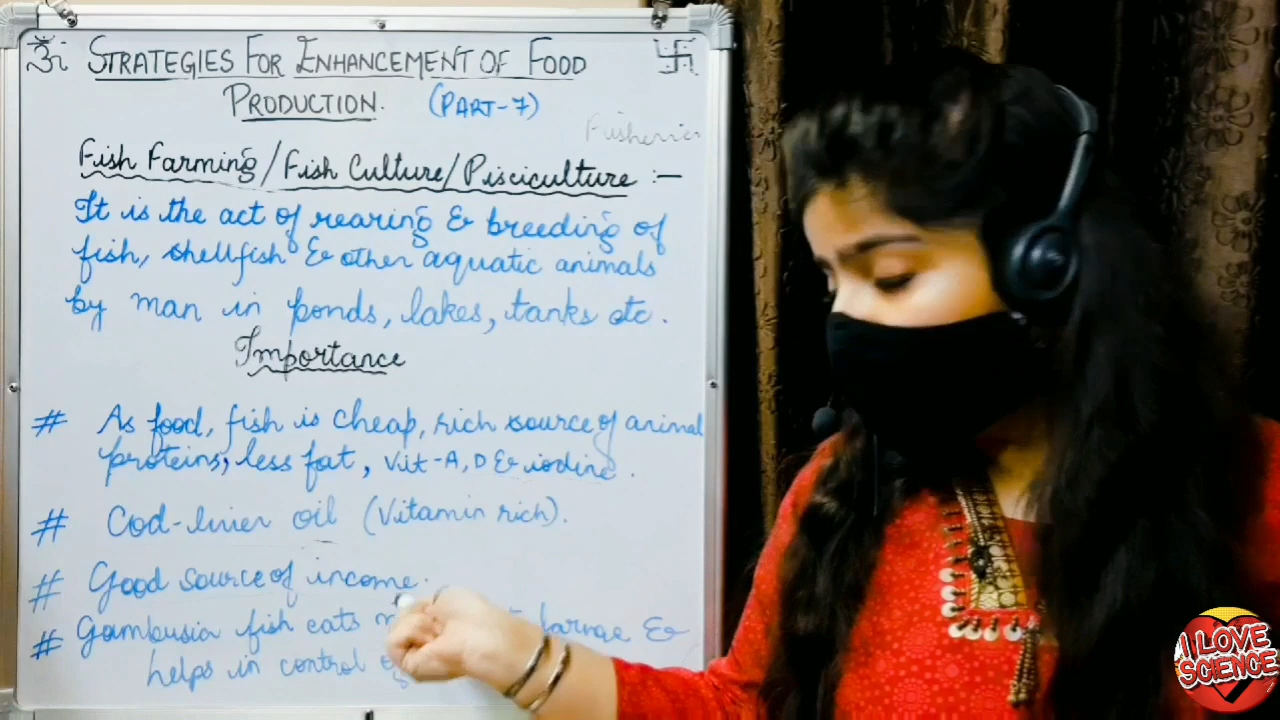 ॐ STRATEGIES FOR ENHANCEMENT OF FOOD 卐
PRODUCTION. (PART-7)
Fisheries
Fish Farming/Fish Culture/Pisciculture :-
It is the act of rearing & breeding of
fish, shellfish & other aquatic animals
by man in ponds, lakes, tanks etc.
Importance
# As food, fish is cheap, rich source of animal
proteins, less fat, Vit-A, D & iodine.
# Cod-liver oil (Vitamin rich).
# Good source of income.
# Gambusia fish eats larvae &
helps in control
I LOVE
SCIENCE